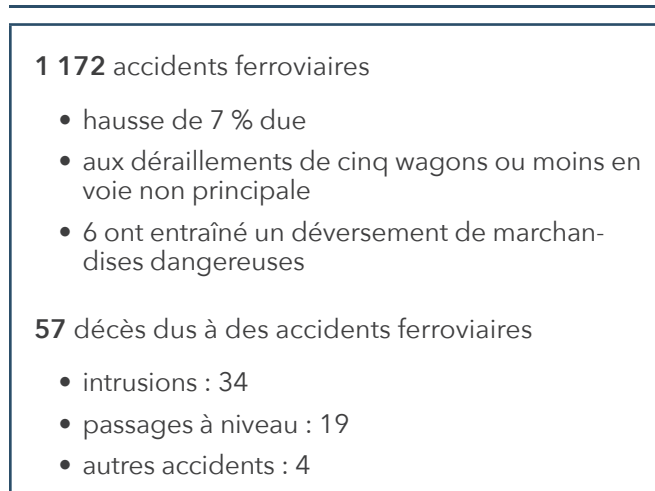 1 172 accidents ferroviaires
• hausse de 7 % due
• aux déraillements de cinq wagons ou moins en
voie non principale
• 6 ont entraîné un déversement de marchan-
dises dangereuses
57 décès dus à des accidents ferroviaires
• intrusions : 34
• passages à niveau : 19
• autres accidents : 4